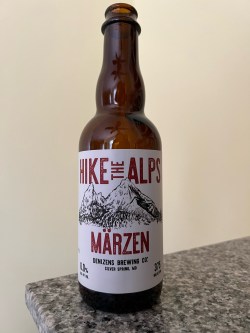 HIKE THE ALPS
MÄRZEN
DENIZENS BREWING CO.
SILVER SPRING, MD